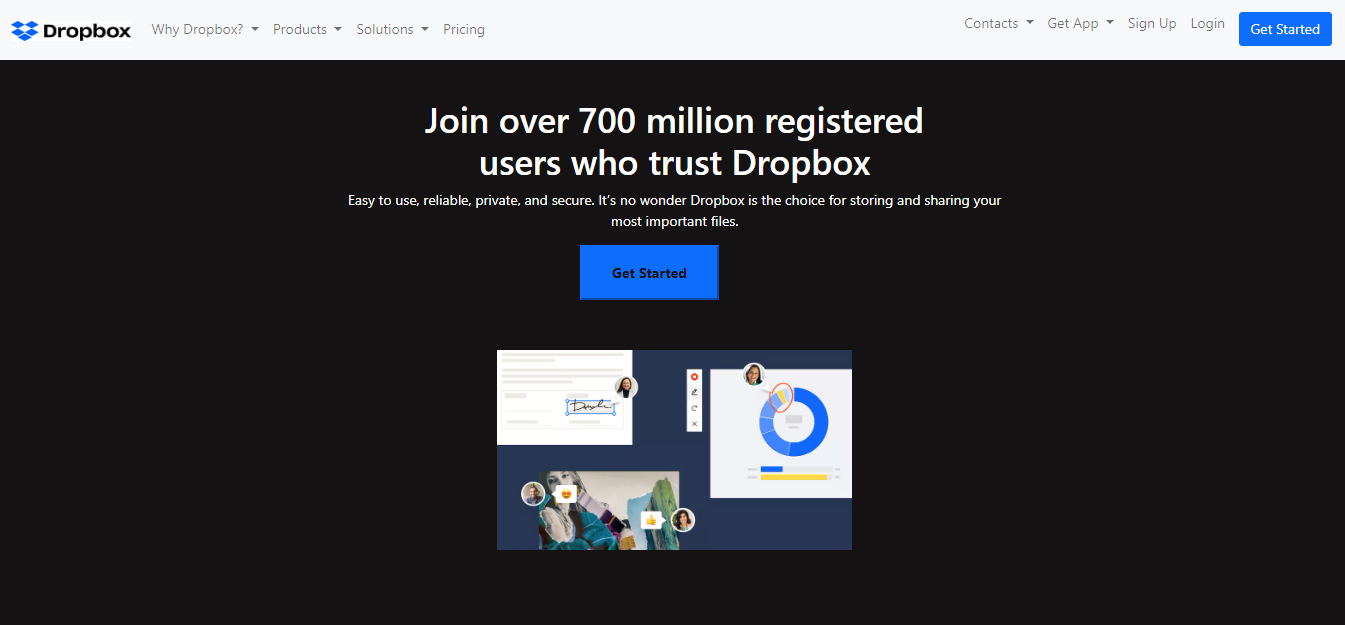 Dropbox Why Dropbox? Products Solutions Pricing Contacts Get App Sign Up Login Get Started
Join over 700 million registered
users who trust Dropbox
Easy to use, reliable, private, and secure. It’s no wonder Dropbox is the choice for storing and sharing your
most important files.
Get Started